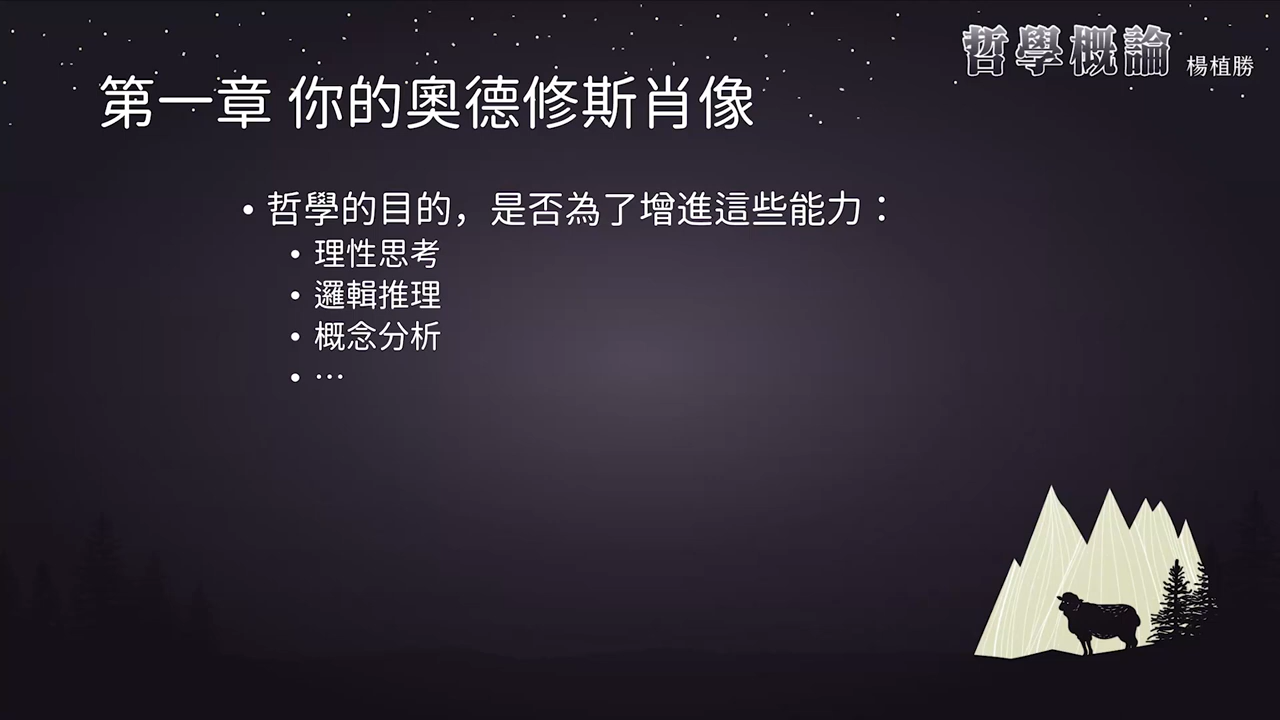 哲學概論 楊植勝
第一章 你的奧德修斯肖像
• 哲學的目的，是否為了增進這些能力：
• 理性思考
• 邏輯推理
• 概念分析
• …